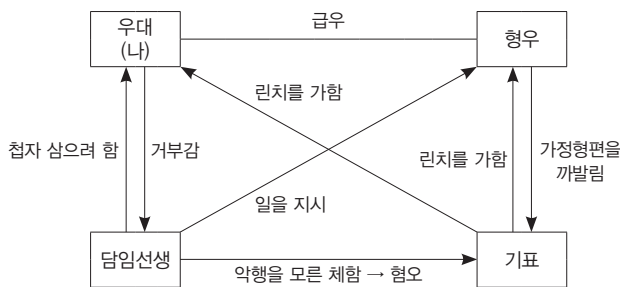 우대
(나)
급우
형우
린치를 가함
첩자 삼으려 함
거부감
린치를 가함
가정형편을
까발림
일을 지시
담임선생
기표
악행을 모른 체함 → 혐오